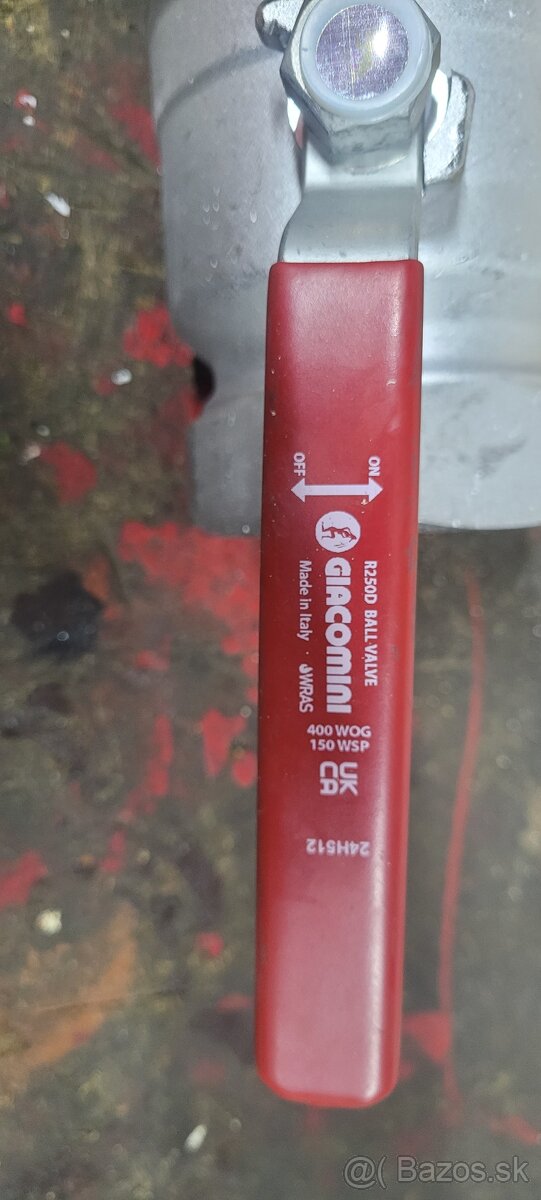 OFF
ON
R250D BALL VALVE
GIACOMINI
Made in Italy · WRAS
400 WOG
150 WSP
UK
CA
24H512
@( Bazos.sk